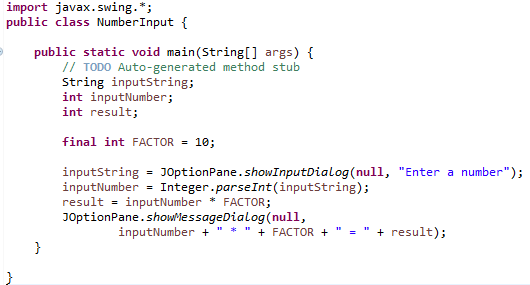 import javax.swing.*;
public class NumberInput {
public static void main(String[] args) {
// TODO Auto-generated method stub
String inputString;
int inputNumber;
int result;
final int FACTOR = 10;
inputString = JOptionPane.showInputDialog(null, "Enter a number");
inputNumber = Integer.parseInt(inputString);
result = inputNumber * FACTOR;
JOptionPane.showMessageDialog(null,
inputNumber + " * " + FACTOR + " = " + result);
}
}